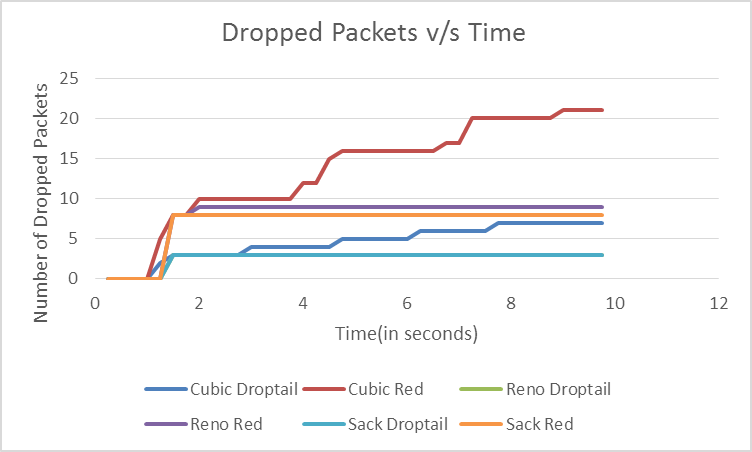 Dropped Packets v/s Time
Number of Dropped Packets
25
20
15
10
5
0
0 2 4 6 8 10 12
Time(in seconds)
Cubic Droptail Cubic Red Reno Droptail
Reno Red Sack Droptail Sack Red